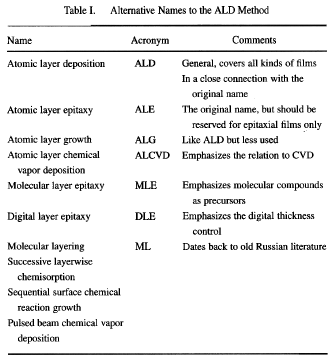 Table I. Alternative Names to the ALD Method
Name Acronym Comments
Atomic layer deposition ALD General, covers all kinds of films
In a close connection with the
original name
Atomic layer epitaxy ALE The original name, but should be
reserved for epitaxial films only
Atomic layer growth ALG Like ALD but less used
Atomic layer chemical ALCVD Emphasizes the relation to CVD
vapor deposition
Molecular layer epitaxy MLE Emphasizes molecular compounds
as precursors
Digital layer epitaxy DLE Emphasizes the digital thickness
control
Molecular layering ML Dates back to old Russian literature
Successive layerwise
chemisorption
Sequential surface chemical
reaction growth
Pulsed beam chemical vapor
deposition